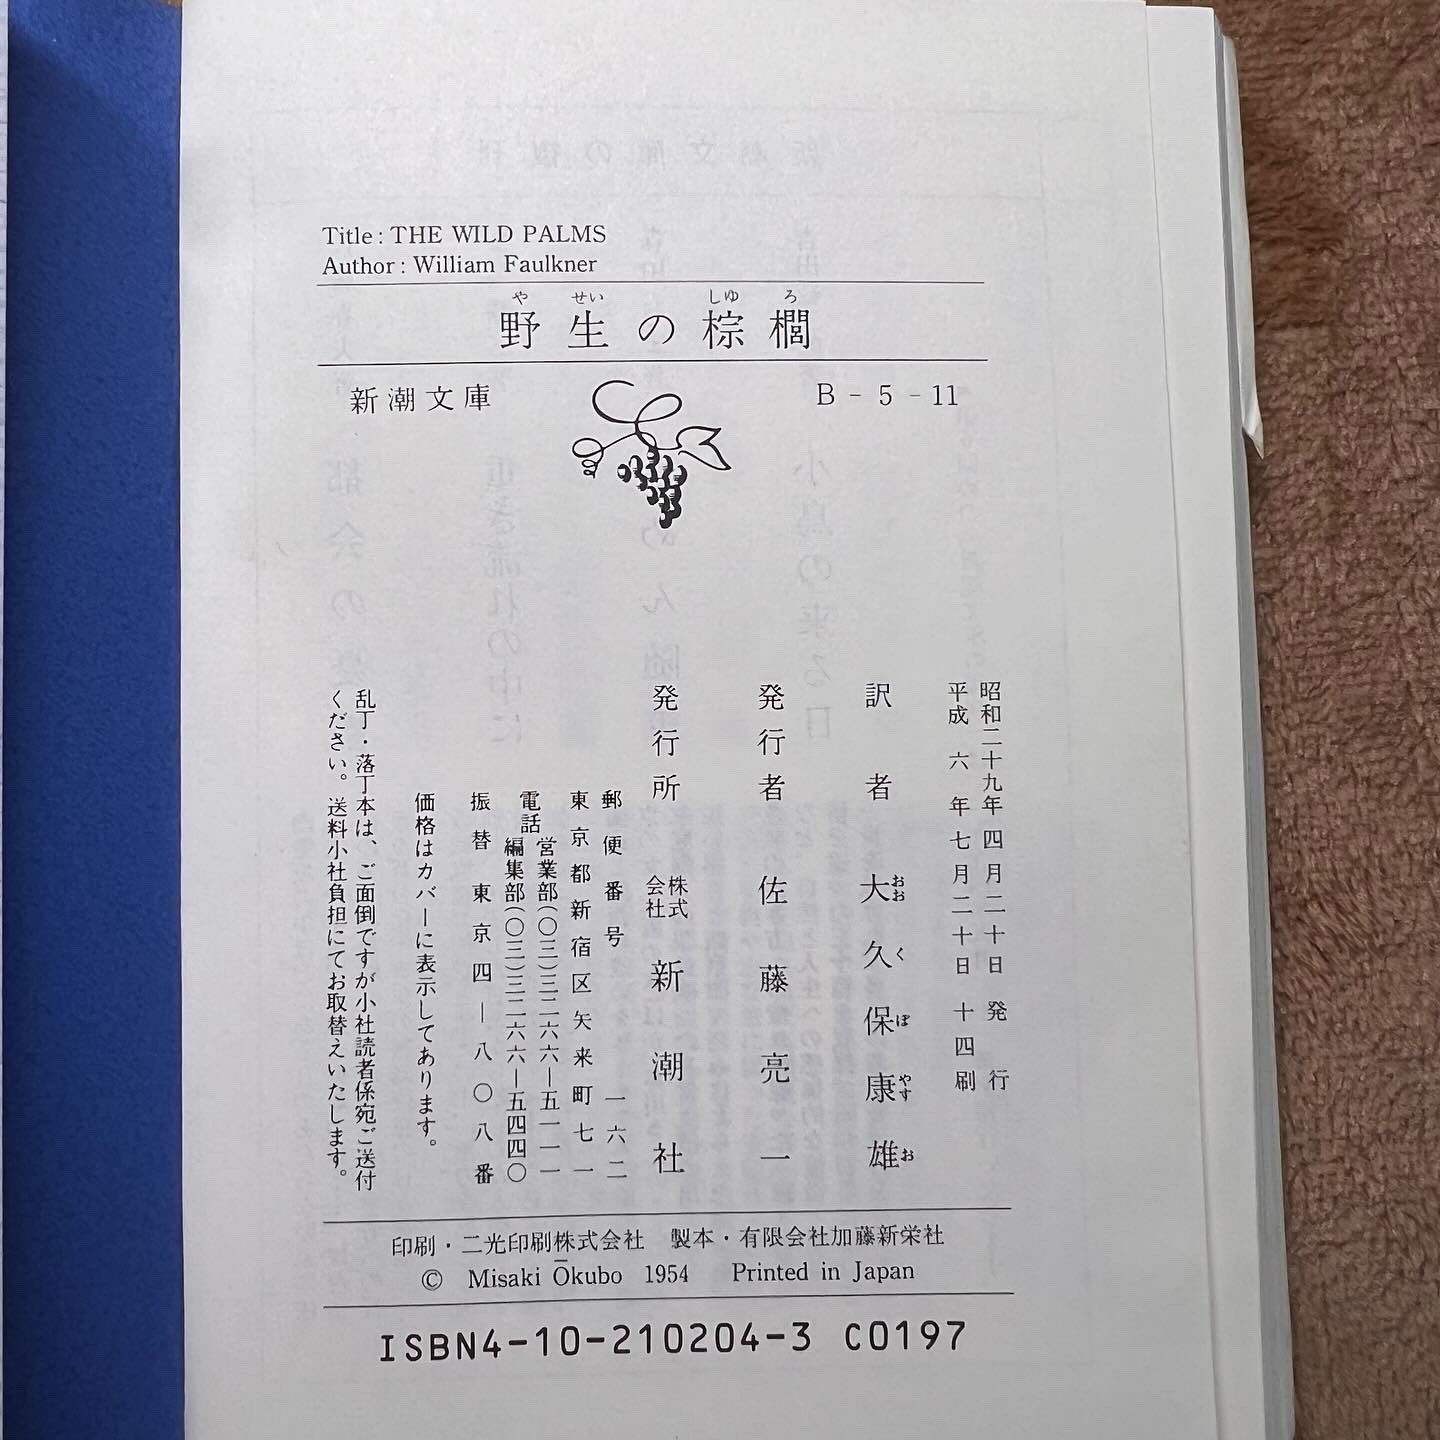 Title : THE WILD PALMS
Author : William Faulkner
やせいしゆろ
野生の棕櫚
新潮文庫
B - 5 - 11
昭和二十九年四月二十日発行
平成六年七月二十日十四刷
訳者 大久保康雄
おおくぼやすお
発行者 佐藤亮一
発行所 株式会社 新潮社
郵便番号 一六二
東京都新宿区矢来町七一
電話 営業部(〇三)三二六六—五一一一
編集部(〇三)三二六六—五四四〇
振替 東京四—八〇八番
価格はカバーに表示してあります。
乱丁・落丁本は、ご面倒ですが小社読者係宛ご送付
ください。送料小社負担にてお取替えいたします。
印刷・二光印刷株式会社 製本・有限会社加藤新栄社
© Misaki Ōkubo 1954 Printed in Japan
ISBN4-10-210204-3 C0197